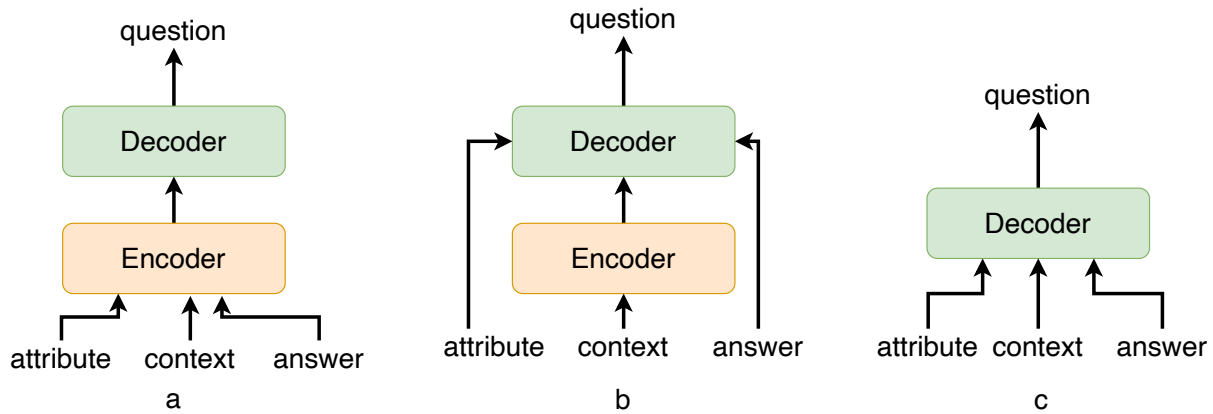 question
Decoder
Encoder
attribute context answer
a
question
Decoder
Encoder
attribute context answer
b
question
Decoder
attribute context answer
c